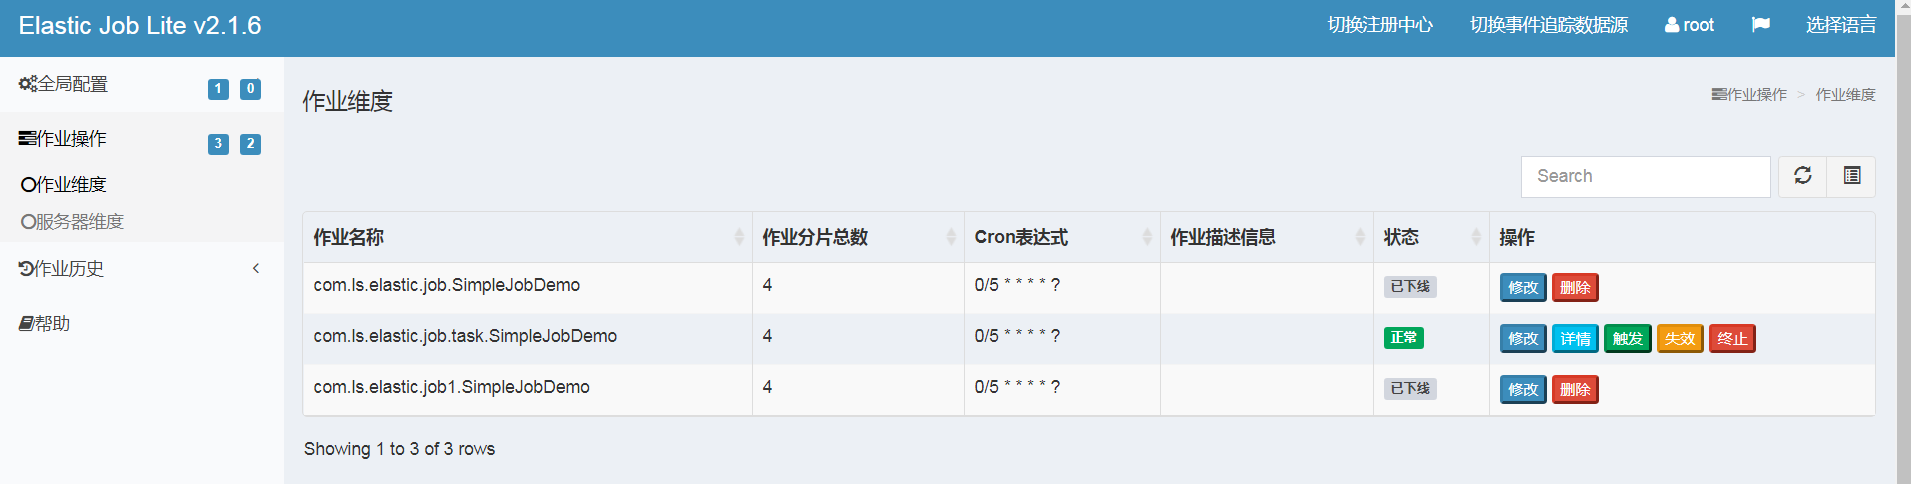 Elastic Job Lite v2.1.6
切换注册中心 切换事件追踪数据源 root 选择语言
全局配置 1 0
作业操作 3 2
作业维度
服务器维度
作业历史
帮助
作业维度
作业操作 > 作业维度
Search
作业名称 作业分片总数 Cron表达式 作业描述信息 状态 操作
com.ls.elastic.job.SimpleJobDemo 4 0/5 * * * * ? 已下线 修改 删除
com.ls.elastic.job.task.SimpleJobDemo 4 0/5 * * * * ? 正常 修改 详情 触发 失效 终止
com.ls.elastic.job1.SimpleJobDemo 4 0/5 * * * * ? 已下线 修改 删除
Showing 1 to 3 of 3 rows